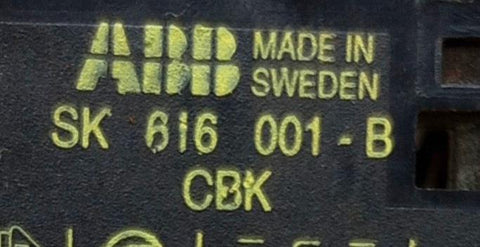 ABB MADE IN
SWEDEN
SK 616 001-B
CBK